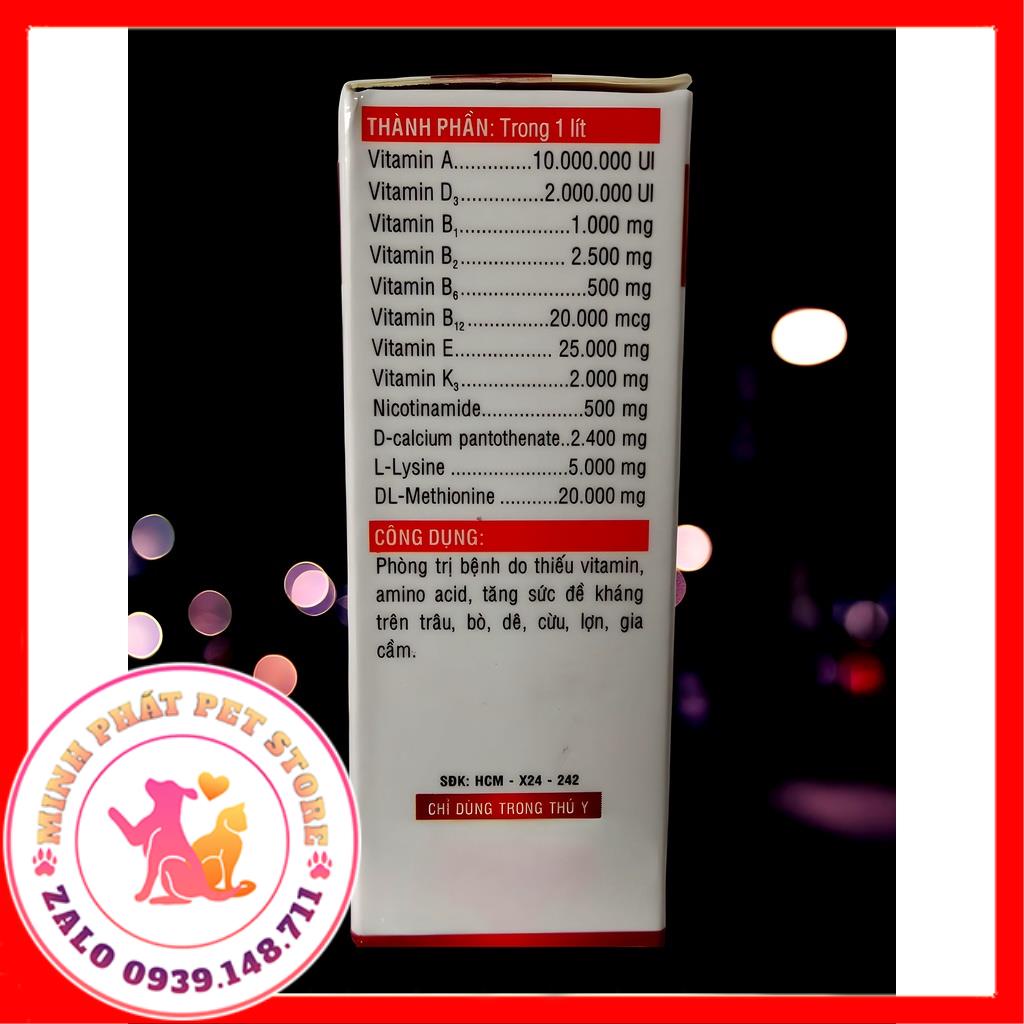 THÀNH PHẦN: Trong 1 lít
Vitamin A..............10.000.000 UI
Vitamin D3................2.000.000 UI
Vitamin B1.....................1.000 mg
Vitamin B2.................... 2.500 mg
Vitamin B6........................500 mg
Vitamin B12...............20.000 mcg
Vitamin E.................. 25.000 mg
Vitamin K3.....................2.000 mg
Nicotinamide...................500 mg
D-calcium pantothenate..2.400 mg
L-Lysine ......................5.000 mg
DL-Methionine ...........20.000 mg
CÔNG DỤNG:
Phòng trị bệnh do thiếu vitamin,
amino acid, tăng sức đề kháng
trên trâu, bò, dê, cừu, lợn, gia
cầm.
SĐK: HCM - X24 - 242
CHỈ DÙNG TRONG THÚ Y
MINH PHÁT PET STORE
ZALO 0939.148.711